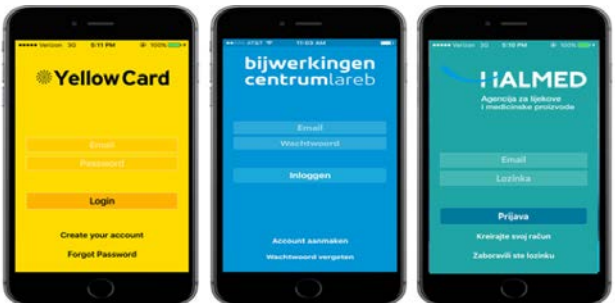 Verizon 3G 5:11 PM 100%
Yellow Card
Email
Password
Login
Create your account
Forgot Password
AT&T 11:53 AM
bijwerkingen
centrumlareb
Email
Wachtwoord
Inloggen
Account aanmaken
Wachtwoord vergeten
Verizon 3G 5:10 PM 100%
HALMED
Agencija za lijekove
i medicinske proizvode
Email
Lozinka
Prijava
Kreirajte svoj račun
Zaboravili ste lozinku